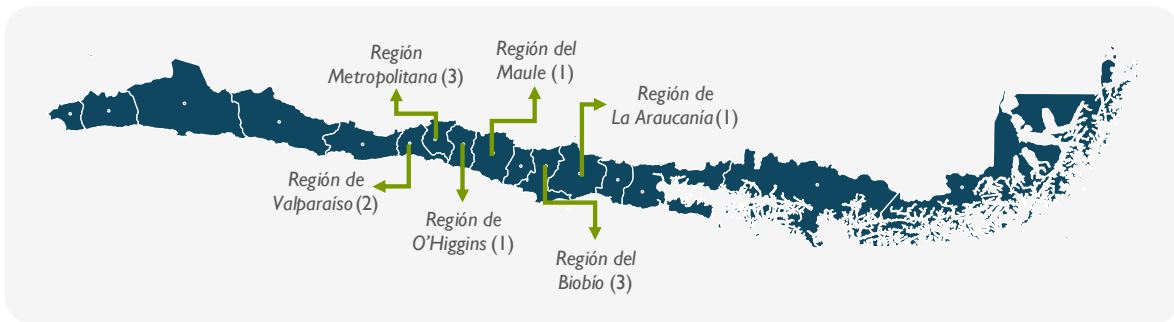 Región
Metropolitana (3)
Región del
Maule (1)
Región de
La Araucanía (1)
Región de
Valparaíso (2)
Región de
O'Higgins (1)
Región del
Biobío (3)